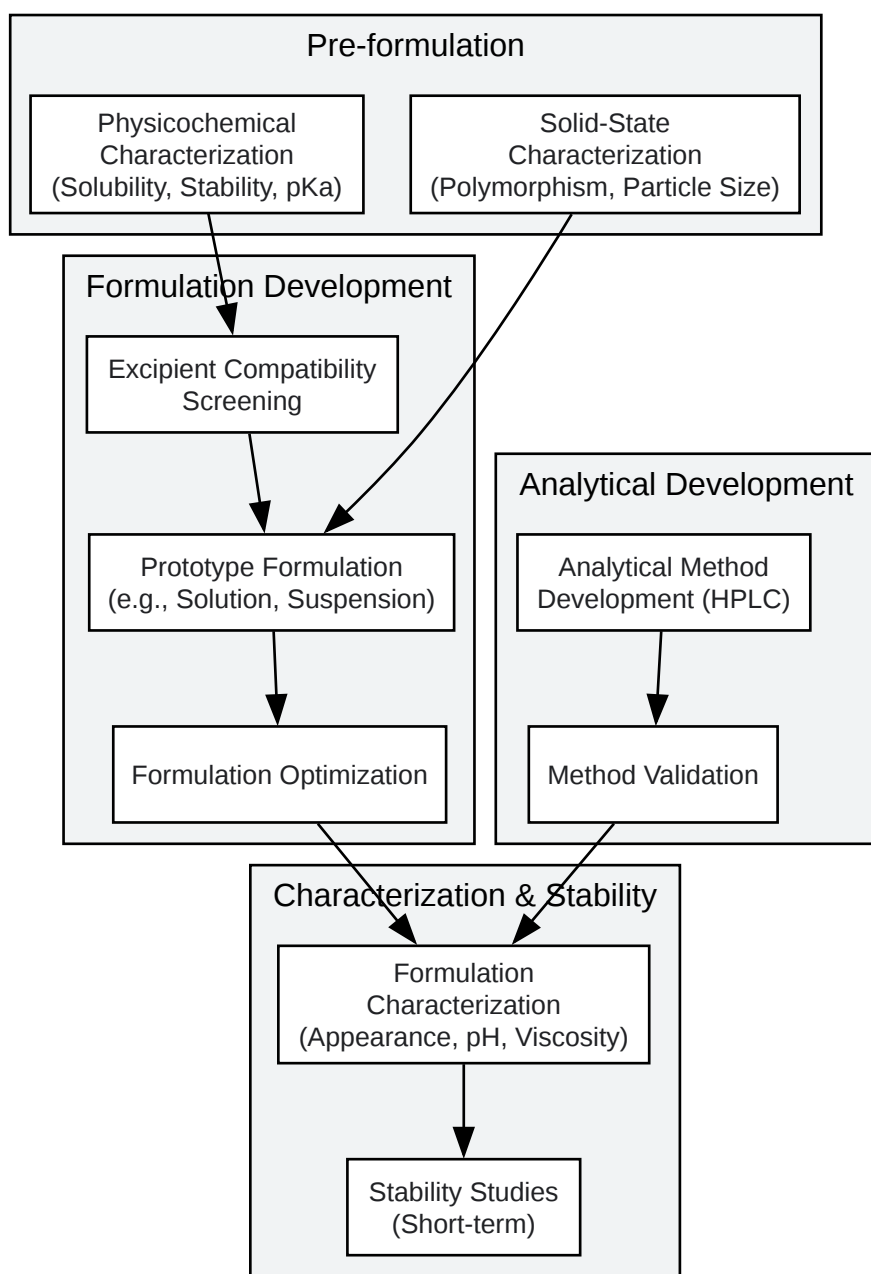 Pre-formulation
Physicochemical
Characterization
(Solubility, Stability, pKa)
Solid-State
Characterization
(Polymorphism, Particle Size)
Formulation Development
Excipient Compatibility
Screening
Prototype Formulation
(e.g., Solution, Suspension)
Formulation Optimization
Analytical Development
Analytical Method
Development (HPLC)
Method Validation
Characterization & Stability
Formulation
Characterization
(Appearance, pH, Viscosity)
Stability Studies
(Short-term)